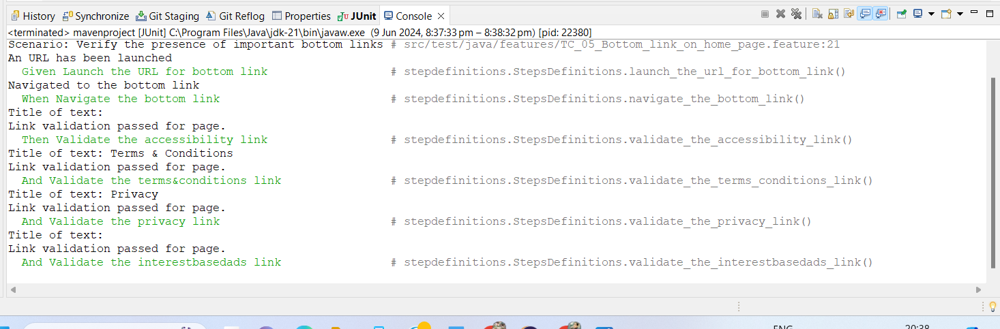 History Synchronize Git Staging Git Reflog Properties JUnit Console
<terminated> mavenproject [JUnit] C:\Program Files\Java\jdk-21\bin\javaw.exe (9 Jun 2024, 8:37:33 pm – 8:38:32 pm) [pid: 22380]
Scenario: Verify the presence of important bottom links # src/test/java/features/TC_05_Bottom_link_on_home_page.feature:21
An URL has been launched
Given Launch the URL for bottom link # stepdefinitions.StepsDefinitions.launch_the_url_for_bottom_link()
Navigated to the bottom link
When Navigate the bottom link # stepdefinitions.StepsDefinitions.navigate_the_bottom_link()
Title of text:
Link validation passed for page.
Then Validate the accessibility link # stepdefinitions.StepsDefinitions.validate_the_accessibility_link()
Title of text: Terms & Conditions
Link validation passed for page.
And Validate the terms&conditions link # stepdefinitions.StepsDefinitions.validate_the_terms_conditions_link()
Title of text: Privacy
Link validation passed for page.
And Validate the privacy link # stepdefinitions.StepsDefinitions.validate_the_privacy_link()
Title of text:
Link validation passed for page.
And Validate the interestbasedads link # stepdefinitions.StepsDefinitions.validate_the_interestbasedads_link()
ENG 20:38